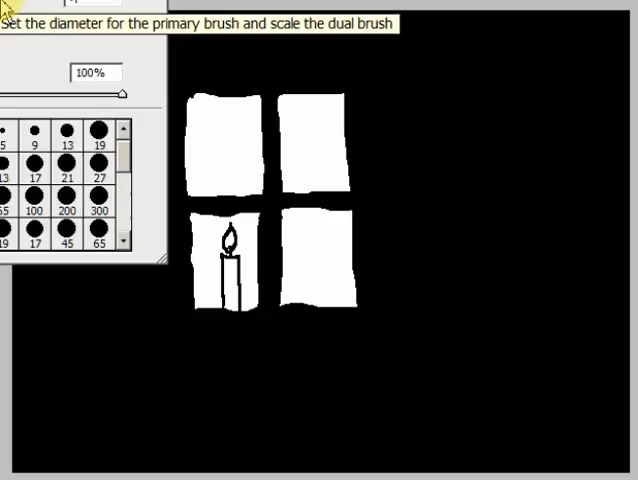 Set the diameter for the primary brush and scale the dual brush
100%
5 9 13 19
13 17 21 27
55 100 200 300
19 17 45 65